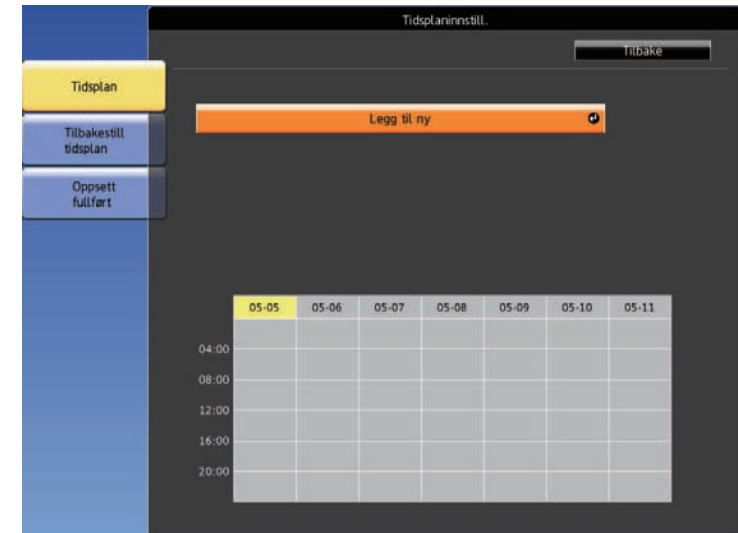 Tidsplaninnstill.
Tilbake
Tidsplan
Tilbakestill
tidsplan
Oppsett
fullført
Legg til ny
05-05 05-06 05-07 05-08 05-09 05-10 05-11
04:00
08:00
12:00
16:00
20:00